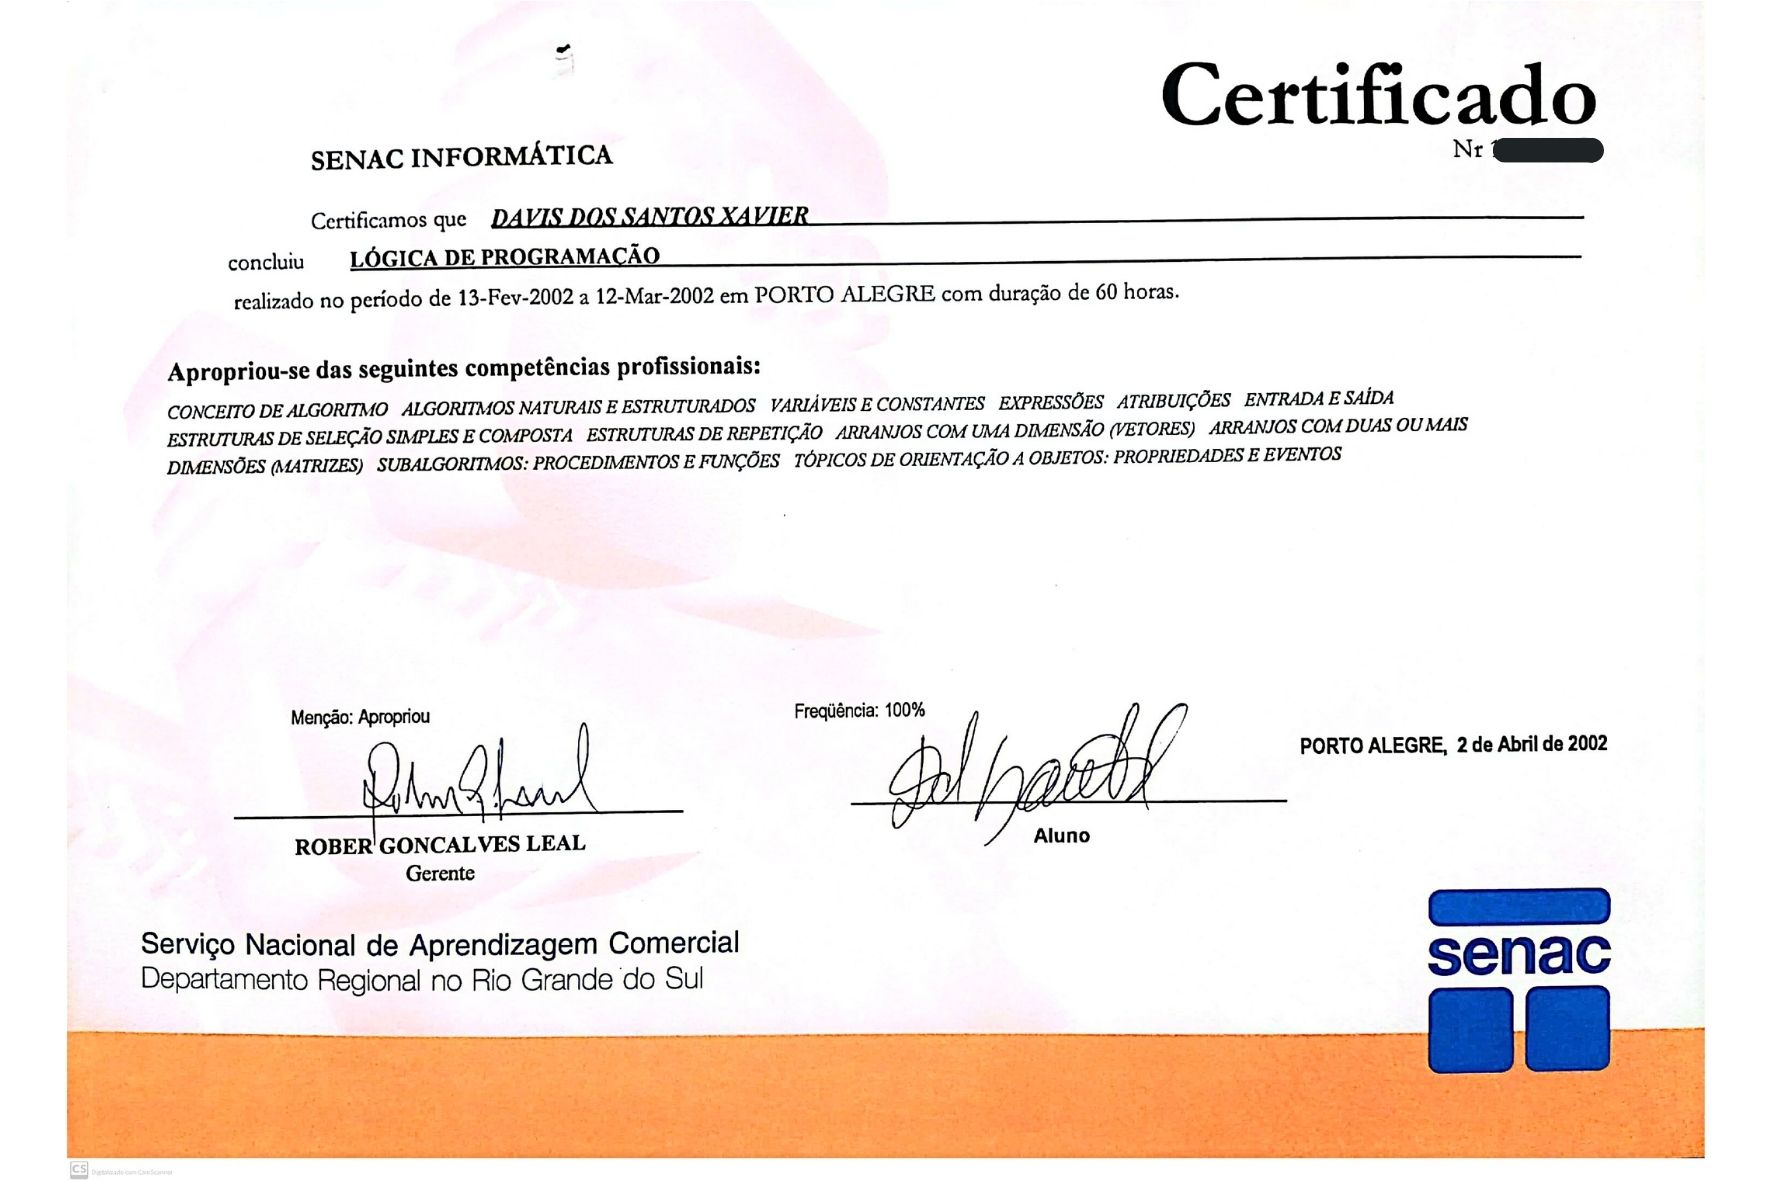 Certificado
Nr
SENAC INFORMÁTICA
Certificamos que DAVIS DOS SANTOS XAVIER
concluiu LÓGICA DE PROGRAMAÇÃO
realizado no período de 13-Fev-2002 a 12-Mar-2002 em PORTO ALEGRE com duração de 60 horas.
Apropriou-se das seguintes competências profissionais:
CONCEITO DE ALGORITMO ALGORITMOS NATURAIS E ESTRUTURADOS VARIÁVEIS E CONSTANTES EXPRESSÕES ATRIBUIÇÕES ENTRADA E SAÍDA
ESTRUTURAS DE SELEÇÃO SIMPLES E COMPOSTA ESTRUTURAS DE REPETIÇÃO ARRANJOS COM UMA DIMENSÃO (VETORES) ARRANJOS COM DUAS OU MAIS
DIMENSÕES (MATRIZES) SUBALGORITMOS: PROCEDIMENTOS E FUNÇÕES TÓPICOS DE ORIENTAÇÃO A OBJETOS: PROPRIEDADES E EVENTOS
Menção: Apropriou
Freqüência: 100%
PORTO ALEGRE, 2 de Abril de 2002
ROBER GONCALVES LEAL
Gerente
Aluno
Serviço Nacional de Aprendizagem Comercial
Departamento Regional no Rio Grande do Sul
senac
CS Digitalizado com CamScanner